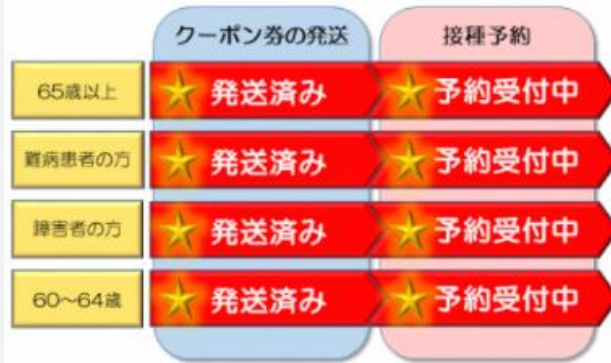 クーポン券の発送
接種予約
65歳以上
発送済み
予約受付中
難病患者の方
発送済み
予約受付中
障害者の方
発送済み
予約受付中
60〜64歳
発送済み
予約受付中